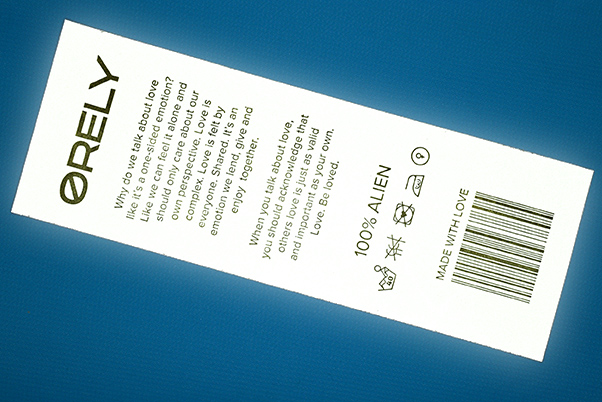 ØRELY
Why do we talk about love
like it's a one-sided emotion?
Like we can feel it alone and
should only care about our
own perspective. Love is
complex. Love is felt by
everyone. Shared. It's an
emotion we lend, give and
enjoy together.
When you talk about love,
you should acknowledge that
others love is just as valid
and important as your own.
Love. Be loved.
100% ALIEN
40
P
MADE WITH LOVE